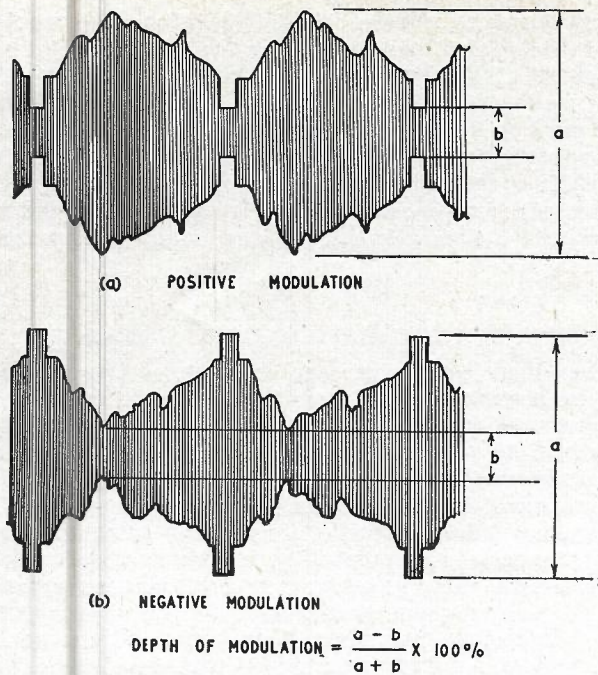 b
a
(a) POSITIVE MODULATION
b
a
(b) NEGATIVE MODULATION
DEPTH OF MODULATION = a - b / a + b X 100%